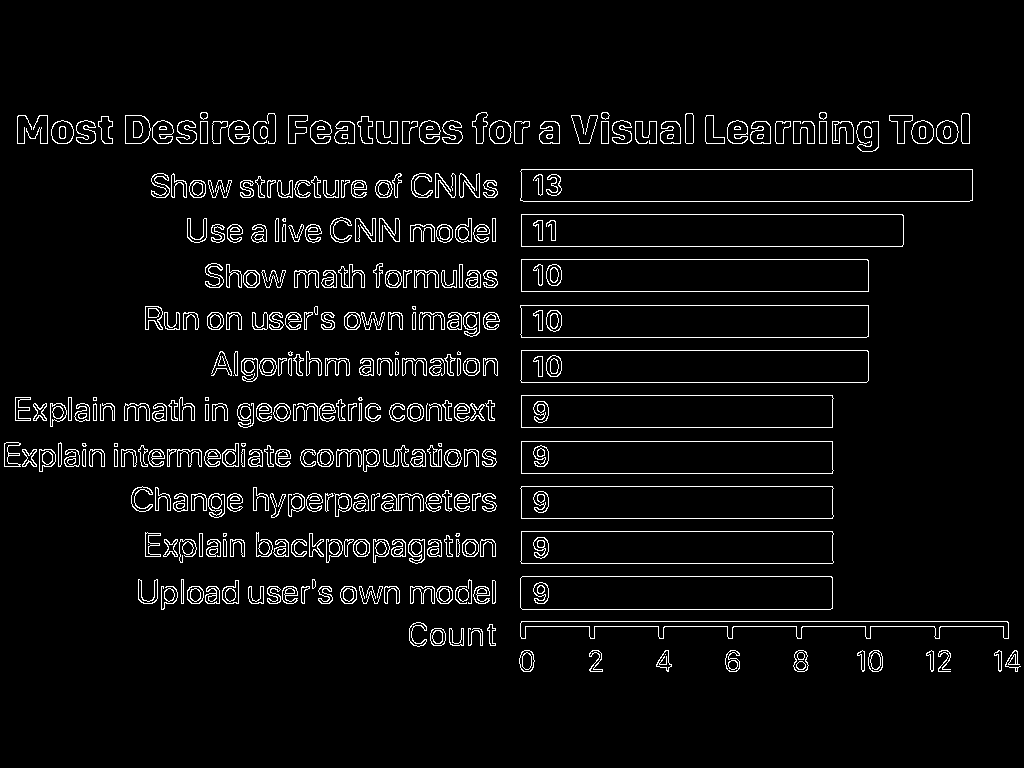 Most Desired Features for a Visual Learning Tool
Show structure of CNNs 13
Use a live CNN model 11
Show math formulas 10
Run on user's own image 10
Algorithm animation 10
Explain math in geometric context 9
Explain intermediate computations 9
Change hyperparameters 9
Explain backpropagation 9
Upload user's own model 9
Count
0 2 4 6 8 10 12 14